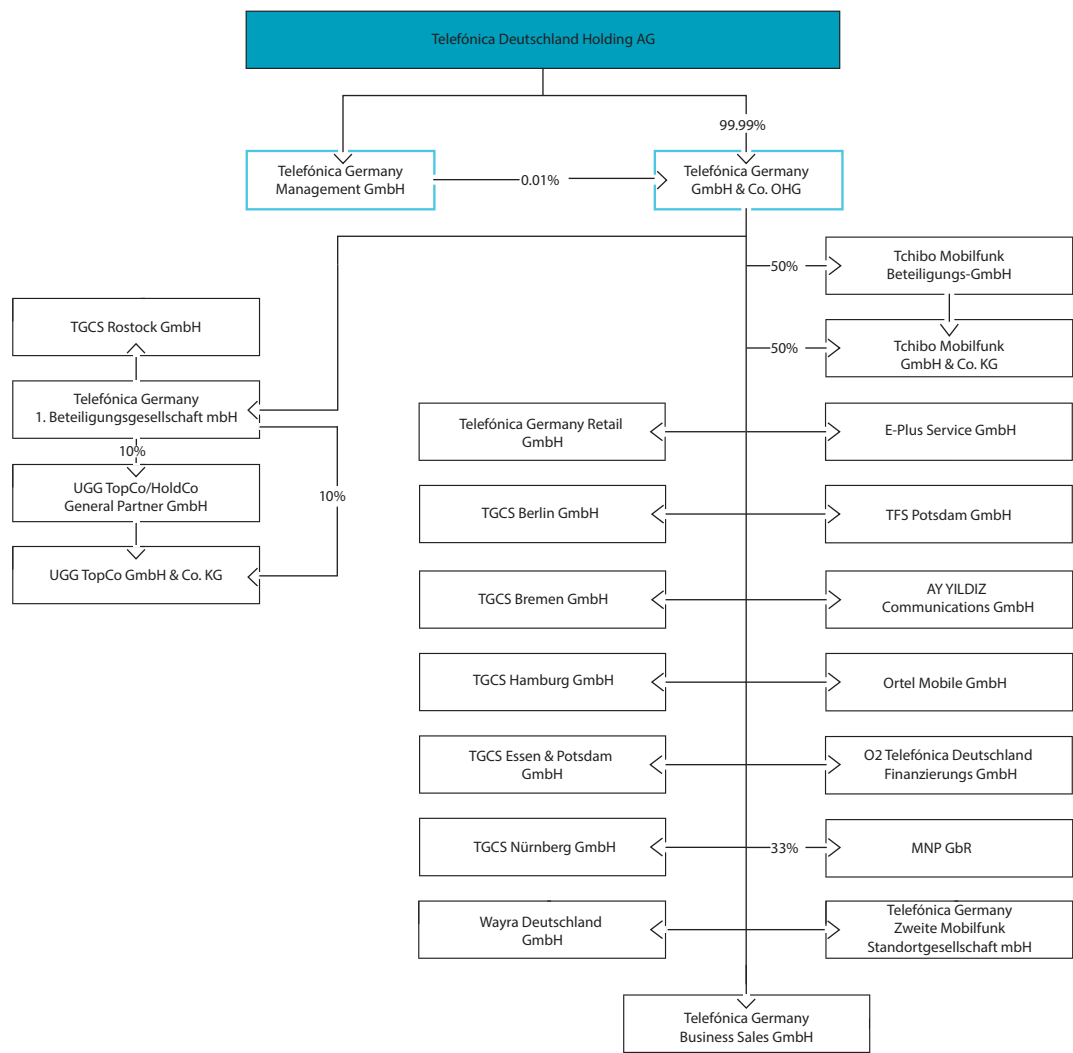 Telefónica Deutschland Holding AG
99.99%
Telefónica Germany
Management GmbH
0.01%
Telefónica Germany
GmbH & Co. OHG
50%
Tchibo Mobilfunk
Beteiligungs-GmbH
TGCS Rostock GmbH
50%
Tchibo Mobilfunk
GmbH & Co. KG
Telefónica Germany
1. Beteiligungsgesellschaft mbH
Telefónica Germany Retail
GmbH
E-Plus Service GmbH
10%
UGG TopCo/HoldCo
General Partner GmbH
10%
TGCS Berlin GmbH
TFS Potsdam GmbH
UGG TopCo GmbH & Co. KG
TGCS Bremen GmbH
AY YILDIZ
Communications GmbH
TGCS Hamburg GmbH
Ortel Mobile GmbH
TGCS Essen & Potsdam
GmbH
O2 Telefónica Deutschland
Finanzierungs GmbH
TGCS Nürnberg GmbH
33%
MNP GbR
Wayra Deutschland
GmbH
Telefónica Germany
Zweite Mobilfunk
Standortgesellschaft mbH
Telefónica Germany
Business Sales GmbH